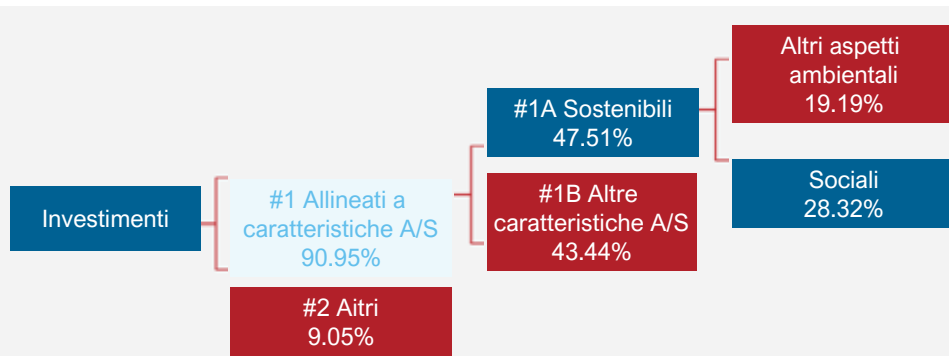 Investimenti
#1 Allineati a
caratteristiche A/S
90.95%
#2 Aitri
9.05%
#1A Sostenibili
47.51%
#1B Altre
caratteristiche A/S
43.44%
Altri aspetti
ambientali
19.19%
Sociali
28.32%